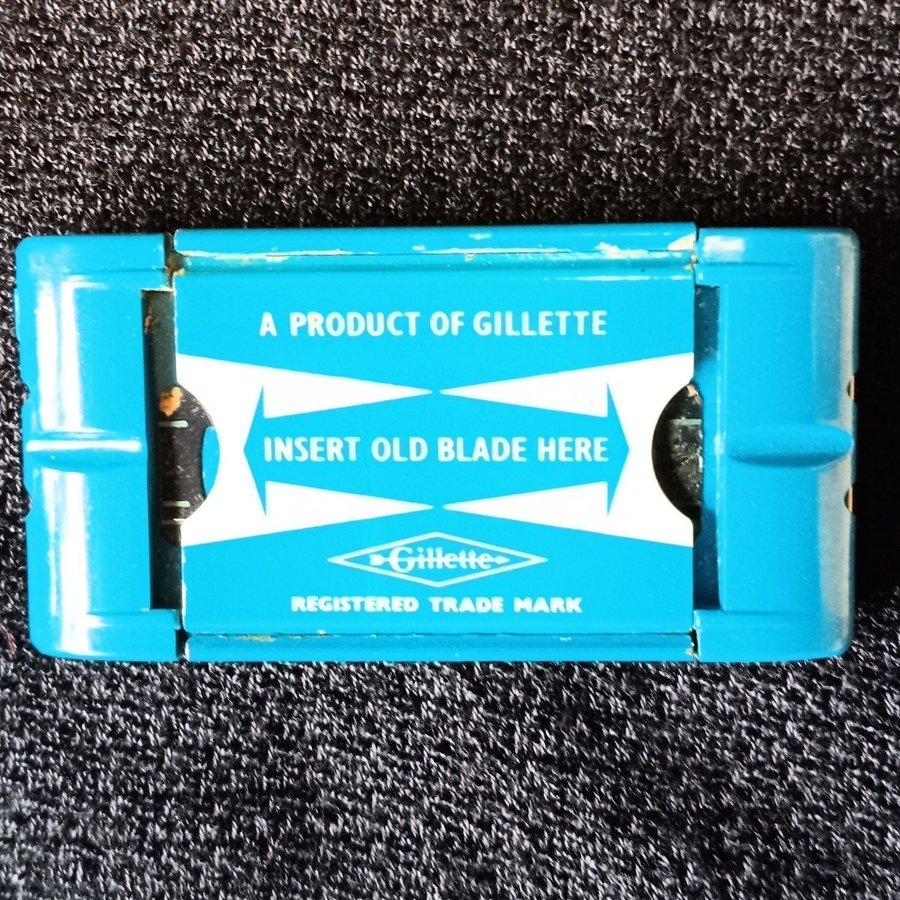 A PRODUCT OF GILLETTE
INSERT OLD BLADE HERE
Gillette
REGISTERED TRADE MARK